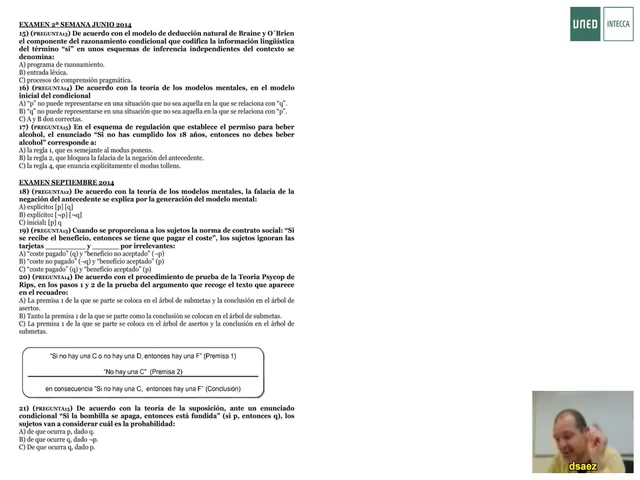 UNED
INTECCA
EXAMEN 2ª SEMANA JUNIO 2014
15) (PREGUNTA13) De acuerdo con el modelo de deducción natural de Braine y O´Brien
el componente del razonamiento condicional que codifica la información lingüística
del término “si” en unos esquemas de inferencia independientes del contexto se
denomina:
A) programa de razonamiento.
B) entrada léxica.
C) procesos de comprensión pragmática.
16) (PREGUNTA14) De acuerdo con la teoría de los modelos mentales, en el modelo
inicial del condicional
A) “p” no puede representarse en una situación que no sea aquella en la que se relaciona con “q”.
B) “q” no puede representarse en una situación que no sea aquella en la que se relaciona con “p”.
C) A y B don correctas.
17) (PREGUNTA15) En el esquema de regulación que establece el permiso para beber
alcohol, el enunciado “Si no has cumplido los 18 años, entonces no debes beber
alcohol” corresponde a:
A) la regla 1, que es semejante al modus ponens.
B) la regla 2, que bloquea la falacia de la negación del antecedente.
C) la regla 4, que enuncia explícitamente el modus tollens.
EXAMEN SEPTIEMBRE 2014
18) (PREGUNTA12) De acuerdo con la teoría de los modelos mentales, la falacia de la
negación del antecedente se explica por la generación del modelo mental:
A) explícito: [p] [q]
B) explícito: [¬p] [¬q]
C) inicial: [p] q
19) (PREGUNTA13) Cuando se proporciona a los sujetos la norma de contrato social: “Si
se recibe el beneficio, entonces se tiene que pagar el coste”, los sujetos ignoran las
tarjetas _________ y ______ por irrelevantes:
A) “coste pagado” (q) y “beneficio no aceptado” (¬p)
B) “coste no pagado” (¬q) y “beneficio aceptado” (p)
C) “coste pagado” (q) y “beneficio aceptado” (p)
20) (PREGUNTA14) De acuerdo con el procedimiento de prueba de la Teoría Psycop de
Rips, en los pasos 1 y 2 de la prueba del argumento que recoge el texto que aparece
en el recuadro:
A) La premisa 1 de la que se parte se coloca en el árbol de submetas y la conclusión en el árbol de
asertos.
B) Tanto la premisa 1 de la que se parte como la conclusión se colocan en el árbol de submetas.
C) La premisa 1 de la que se parte se coloca en el árbol de asertos y la conclusión en el árbol de
submetas.
“Si no hay una C o no hay una D, entonces hay una F” (Premisa 1)
“No hay una C” (Premisa 2)
en consecuencia “Si no hay una C, entonces hay una F” (Conclusión)
21) (PREGUNTA15) De acuerdo con la teoría de la suposición, ante un enunciado
condicional “Si la bombilla se apaga, entonces está fundida” (si p, entonces q), los
sujetos van a considerar cuál es la probabilidad:
A) de que ocurra p, dado q.
B) de que ocurre q, dado ¬p.
C) De que ocurra q, dado p.
dsaez